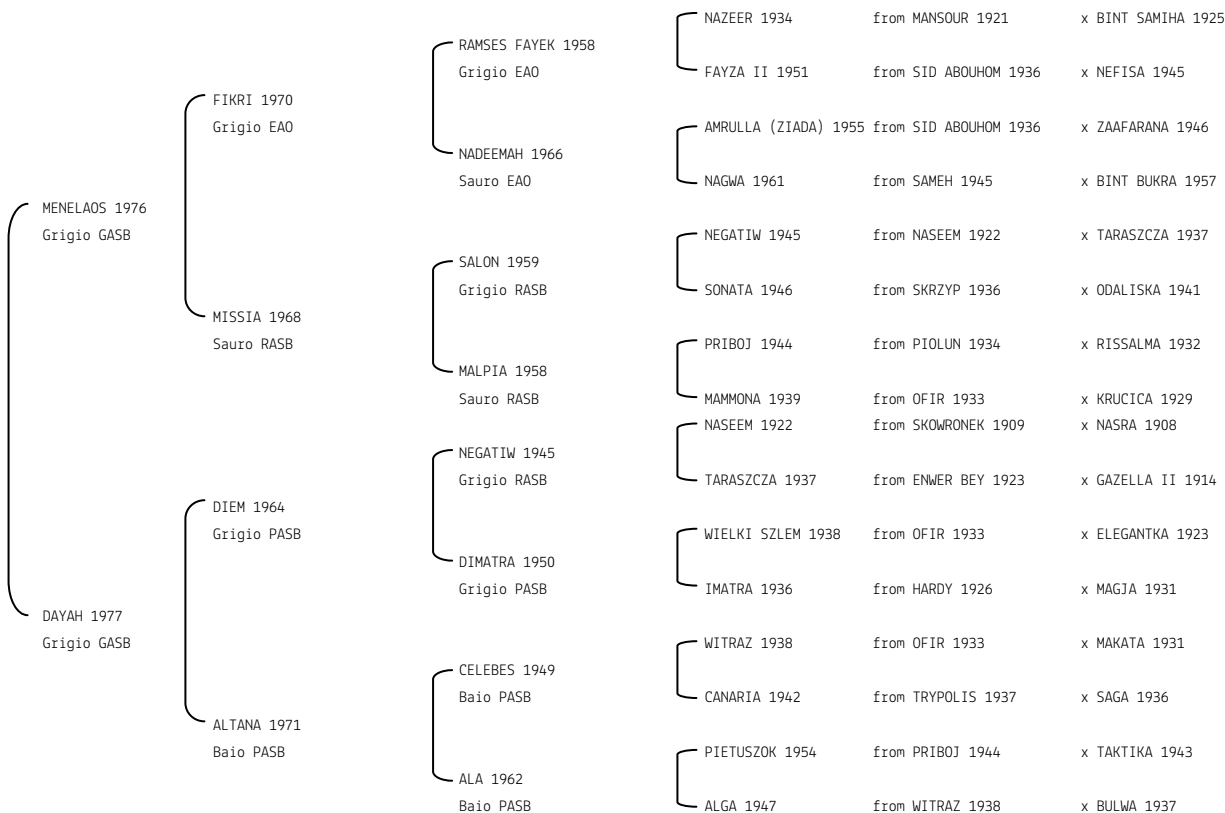 NAZEER 1934 from MANSOUR 1921 x BINT SAMIHA 1925
RAMSES FAYEK 1958
Grigio EAO
FAYZA II 1951 from SID ABOUHOM 1936 x NEFISA 1945
FIKRI 1970
Grigio EAO
AMRULLA (ZIADA) 1955 from SID ABOUHOM 1936 x ZAAFARANA 1946
NADEEMAH 1966
Sauro EAO
NAGWA 1961 from SAMEH 1945 x BINT BUKRA 1957
MENELAOS 1976
Grigio GASB
NEGATIW 1945 from NASEEM 1922 x TARASZCZA 1937
SALON 1959
Grigio RASB
SONATA 1946 from SKRZYP 1936 x ODALISKA 1941
MISSIA 1968
Sauro RASB
PRIBOJ 1944 from PIOLUN 1934 x RISSALMA 1932
MALPIA 1958
Sauro RASB
MAMMONA 1939 from OFIR 1933 x KRUCICA 1929
NASEEM 1922 from SKOWRONEK 1909 x NASRA 1908
NEGATIW 1945
Grigio RASB
TARASZCZA 1937 from ENWER BEY 1923 x GAZELLA II 1914
DIEM 1964
Grigio PASB
WIELKI SZLEM 1938 from OFIR 1933 x ELEGANTKA 1923
DIMATRA 1950
Grigio PASB
IMATRA 1936 from HARDY 1926 x MAGJA 1931
DAYAH 1977
Grigio GASB
WITRAZ 1938 from OFIR 1933 x MAKATA 1931
CELEBES 1949
Baio PASB
CANARIA 1942 from TRYPOLIS 1937 x SAGA 1936
ALTANA 1971
Baio PASB
PIETUSZOK 1954 from PRIBOJ 1944 x TAKTIKA 1943
ALA 1962
Baio PASB
ALGA 1947 from WITRAZ 1938 x BULWA 1937